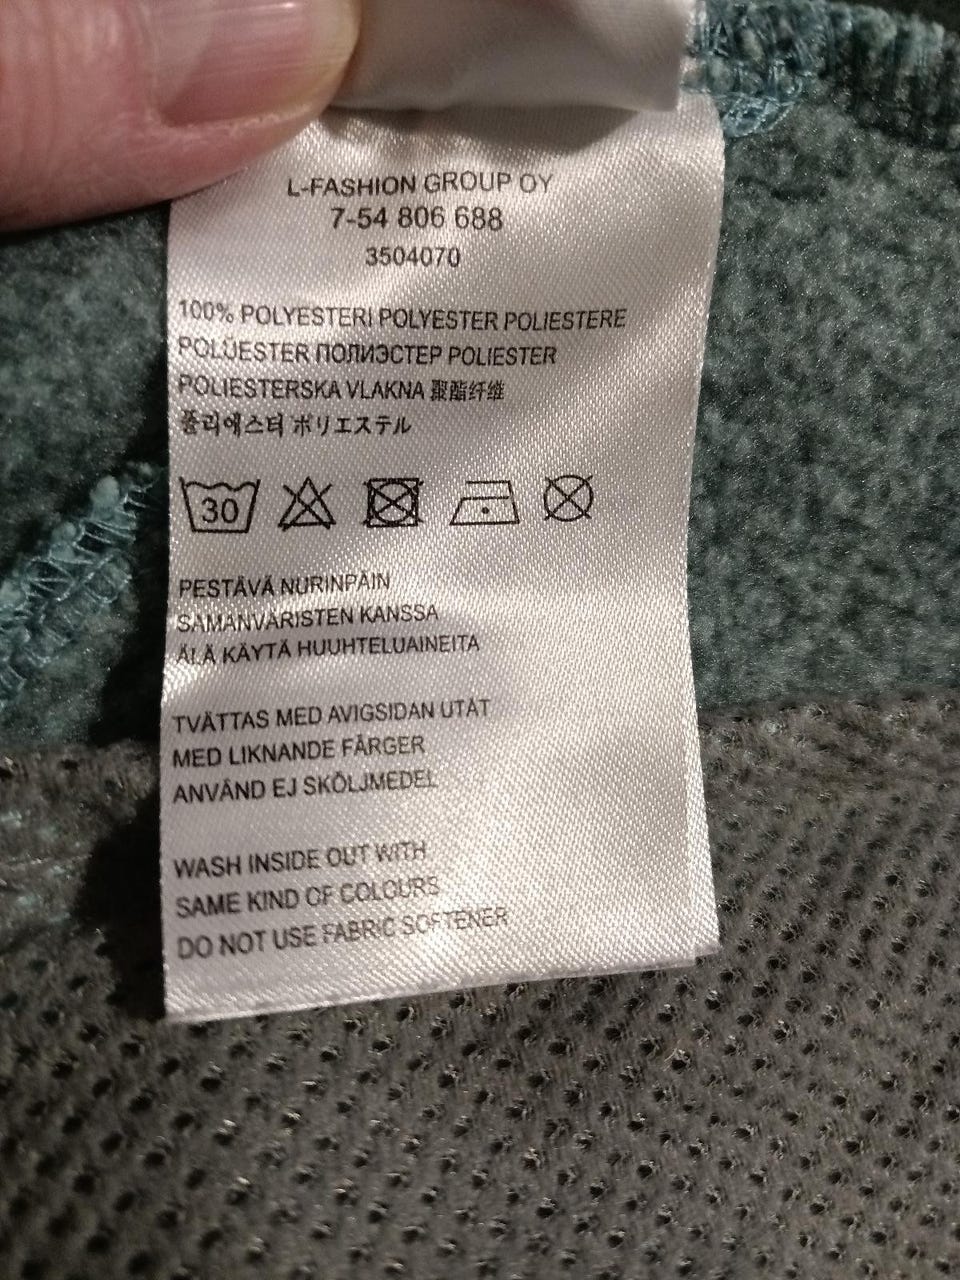 L-FASHION GROUP OY
7-54 806 688
3504070
100% POLYESTERI POLYESTER POLIESTERE
POLÜESTER ПОЛИЭСТЕР POLIESTER
POLIESTERSKA VLAKNA 聚酯纤维
폴리에스터 ポリエステル
30
PESTÄVÄ NURINPÄIN
SAMANVÄRISTEN KANSSA
ÄLÄ KÄYTÄ HUUHTELUAINEITA
TVÄTTAS MED AVIGSIDAN UTÅT
MED LIKNANDE FÄRGER
ANVÄND EJ SKÖLJMEDEL
WASH INSIDE OUT WITH
SAME KIND OF COLOURS
DO NOT USE FABRIC SOFTENER